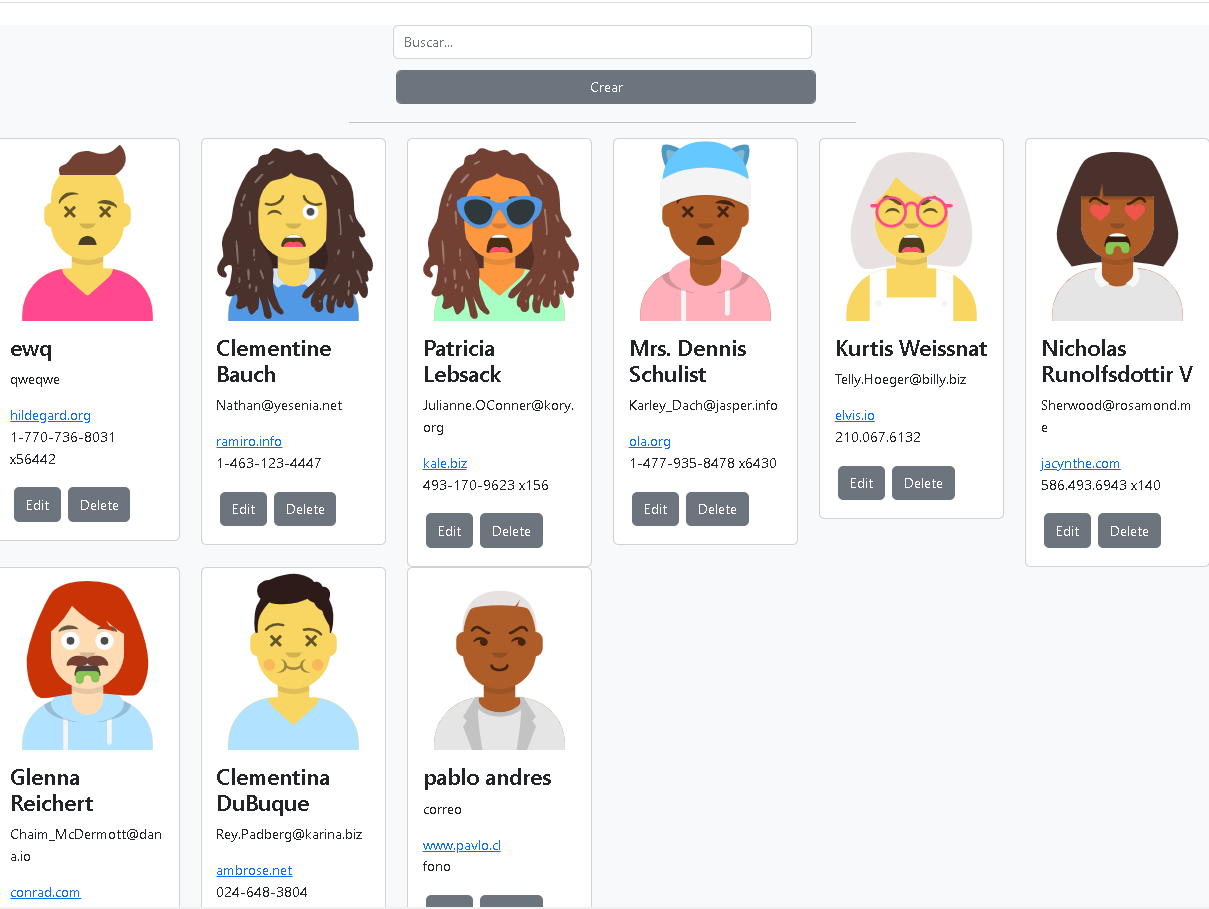 Buscar...
Crear
ewq
qweqwe
hildegard.org
1-770-736-8031
x56442
Edit Delete
Clementine
Bauch
Nathan@yesenia.net
ramiro.info
1-463-123-4447
Edit Delete
Patricia
Lebsack
Julianne.OConner@kory.
org
kale.biz
493-170-9623 x156
Edit Delete
Mrs. Dennis
Schulist
Karley_Dach@jasper.info
ola.org
1-477-935-8478 x6430
Edit Delete
Kurtis Weissnat
Telly.Hoeger@billy.biz
elvis.io
210.067.6132
Edit Delete
Nicholas
Runolfsdottir V
Sherwood@rosamond.m
e
jacynthe.com
586.493.6943 x140
Edit Delete
Glenna
Reichert
Chaim_McDermott@dan
a.io
conrad.com
Clementina
DuBuque
Rey.Padberg@karina.biz
ambrose.net
024-648-3804
pablo andres
correo
www.pavlo.cl
fono